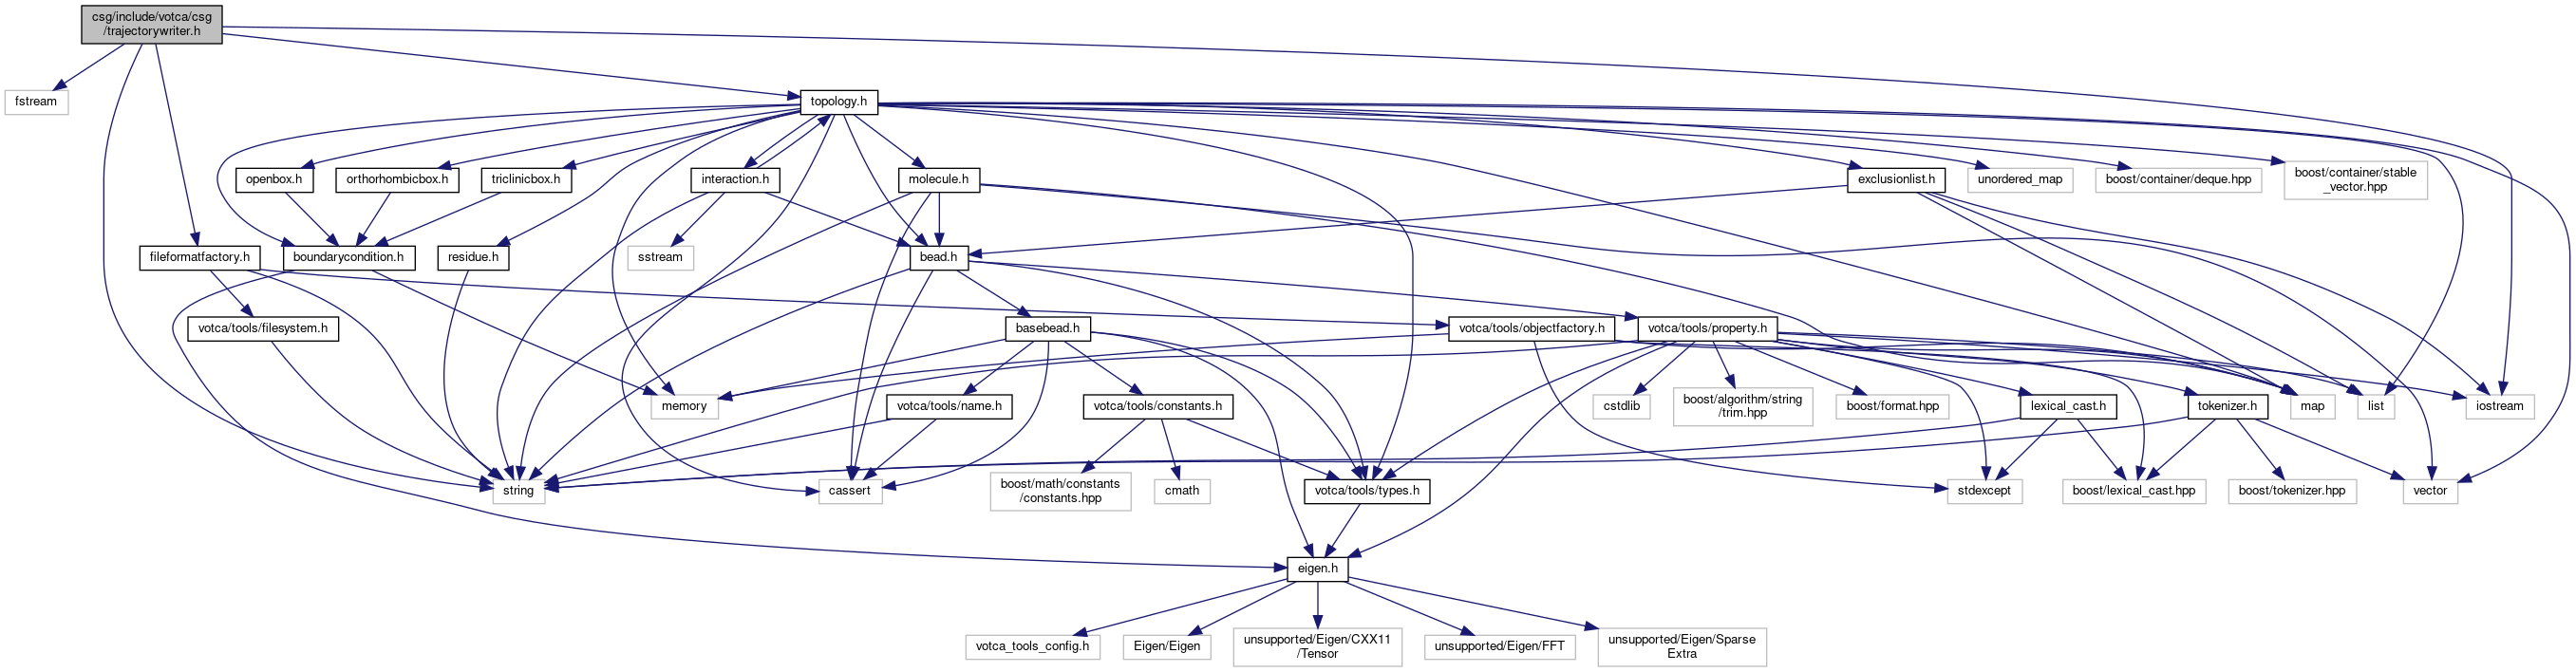 csg/include/votca/csg
/trajectorywriter.h
fstream
topology.h
openbox.h
orthorhombicbox.h
triclinicbox.h
interaction.h
molecule.h
exclusionlist.h
unordered_map
boost/container/deque.hpp
boost/container/stable
_vector.hpp
fileformatfactory.h
boundarycondition.h
residue.h
sstream
bead.h
votca/tools/filesystem.h
basebead.h
votca/tools/objectfactory.h
votca/tools/property.h
memory
votca/tools/name.h
votca/tools/constants.h
cstdlib
boost/algorithm/string
/trim.hpp
boost/format.hpp
lexical_cast.h
tokenizer.h
map
list
iostream
string
cassert
boost/math/constants
/constants.hpp
cmath
votca/tools/types.h
stdexcept
boost/lexical_cast.hpp
boost/tokenizer.hpp
vector
eigen.h
votca_tools_config.h
Eigen/Eigen
unsupported/Eigen/CXX11
/Tensor
unsupported/Eigen/FFT
unsupported/Eigen/Sparse
Extra